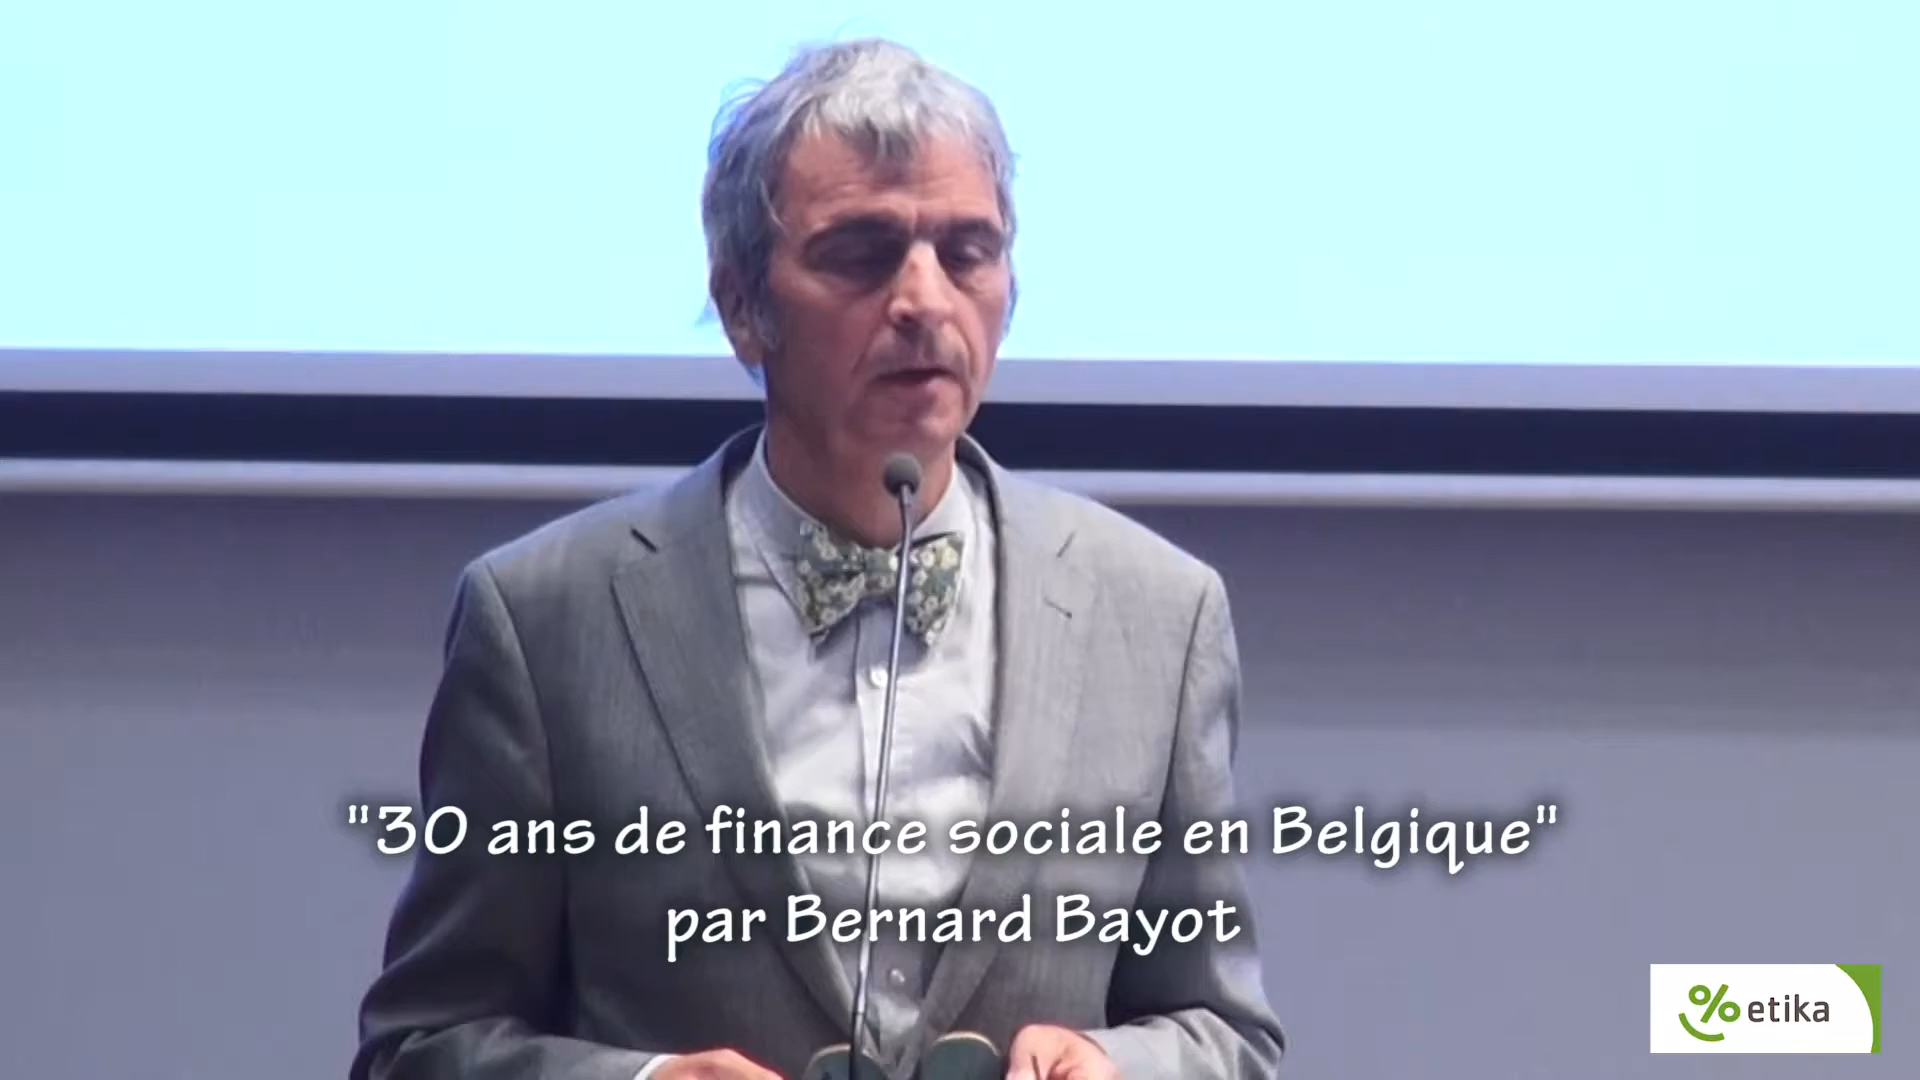 "30 ans de finance sociale en Belgique"
par Bernard Bayot
% etika